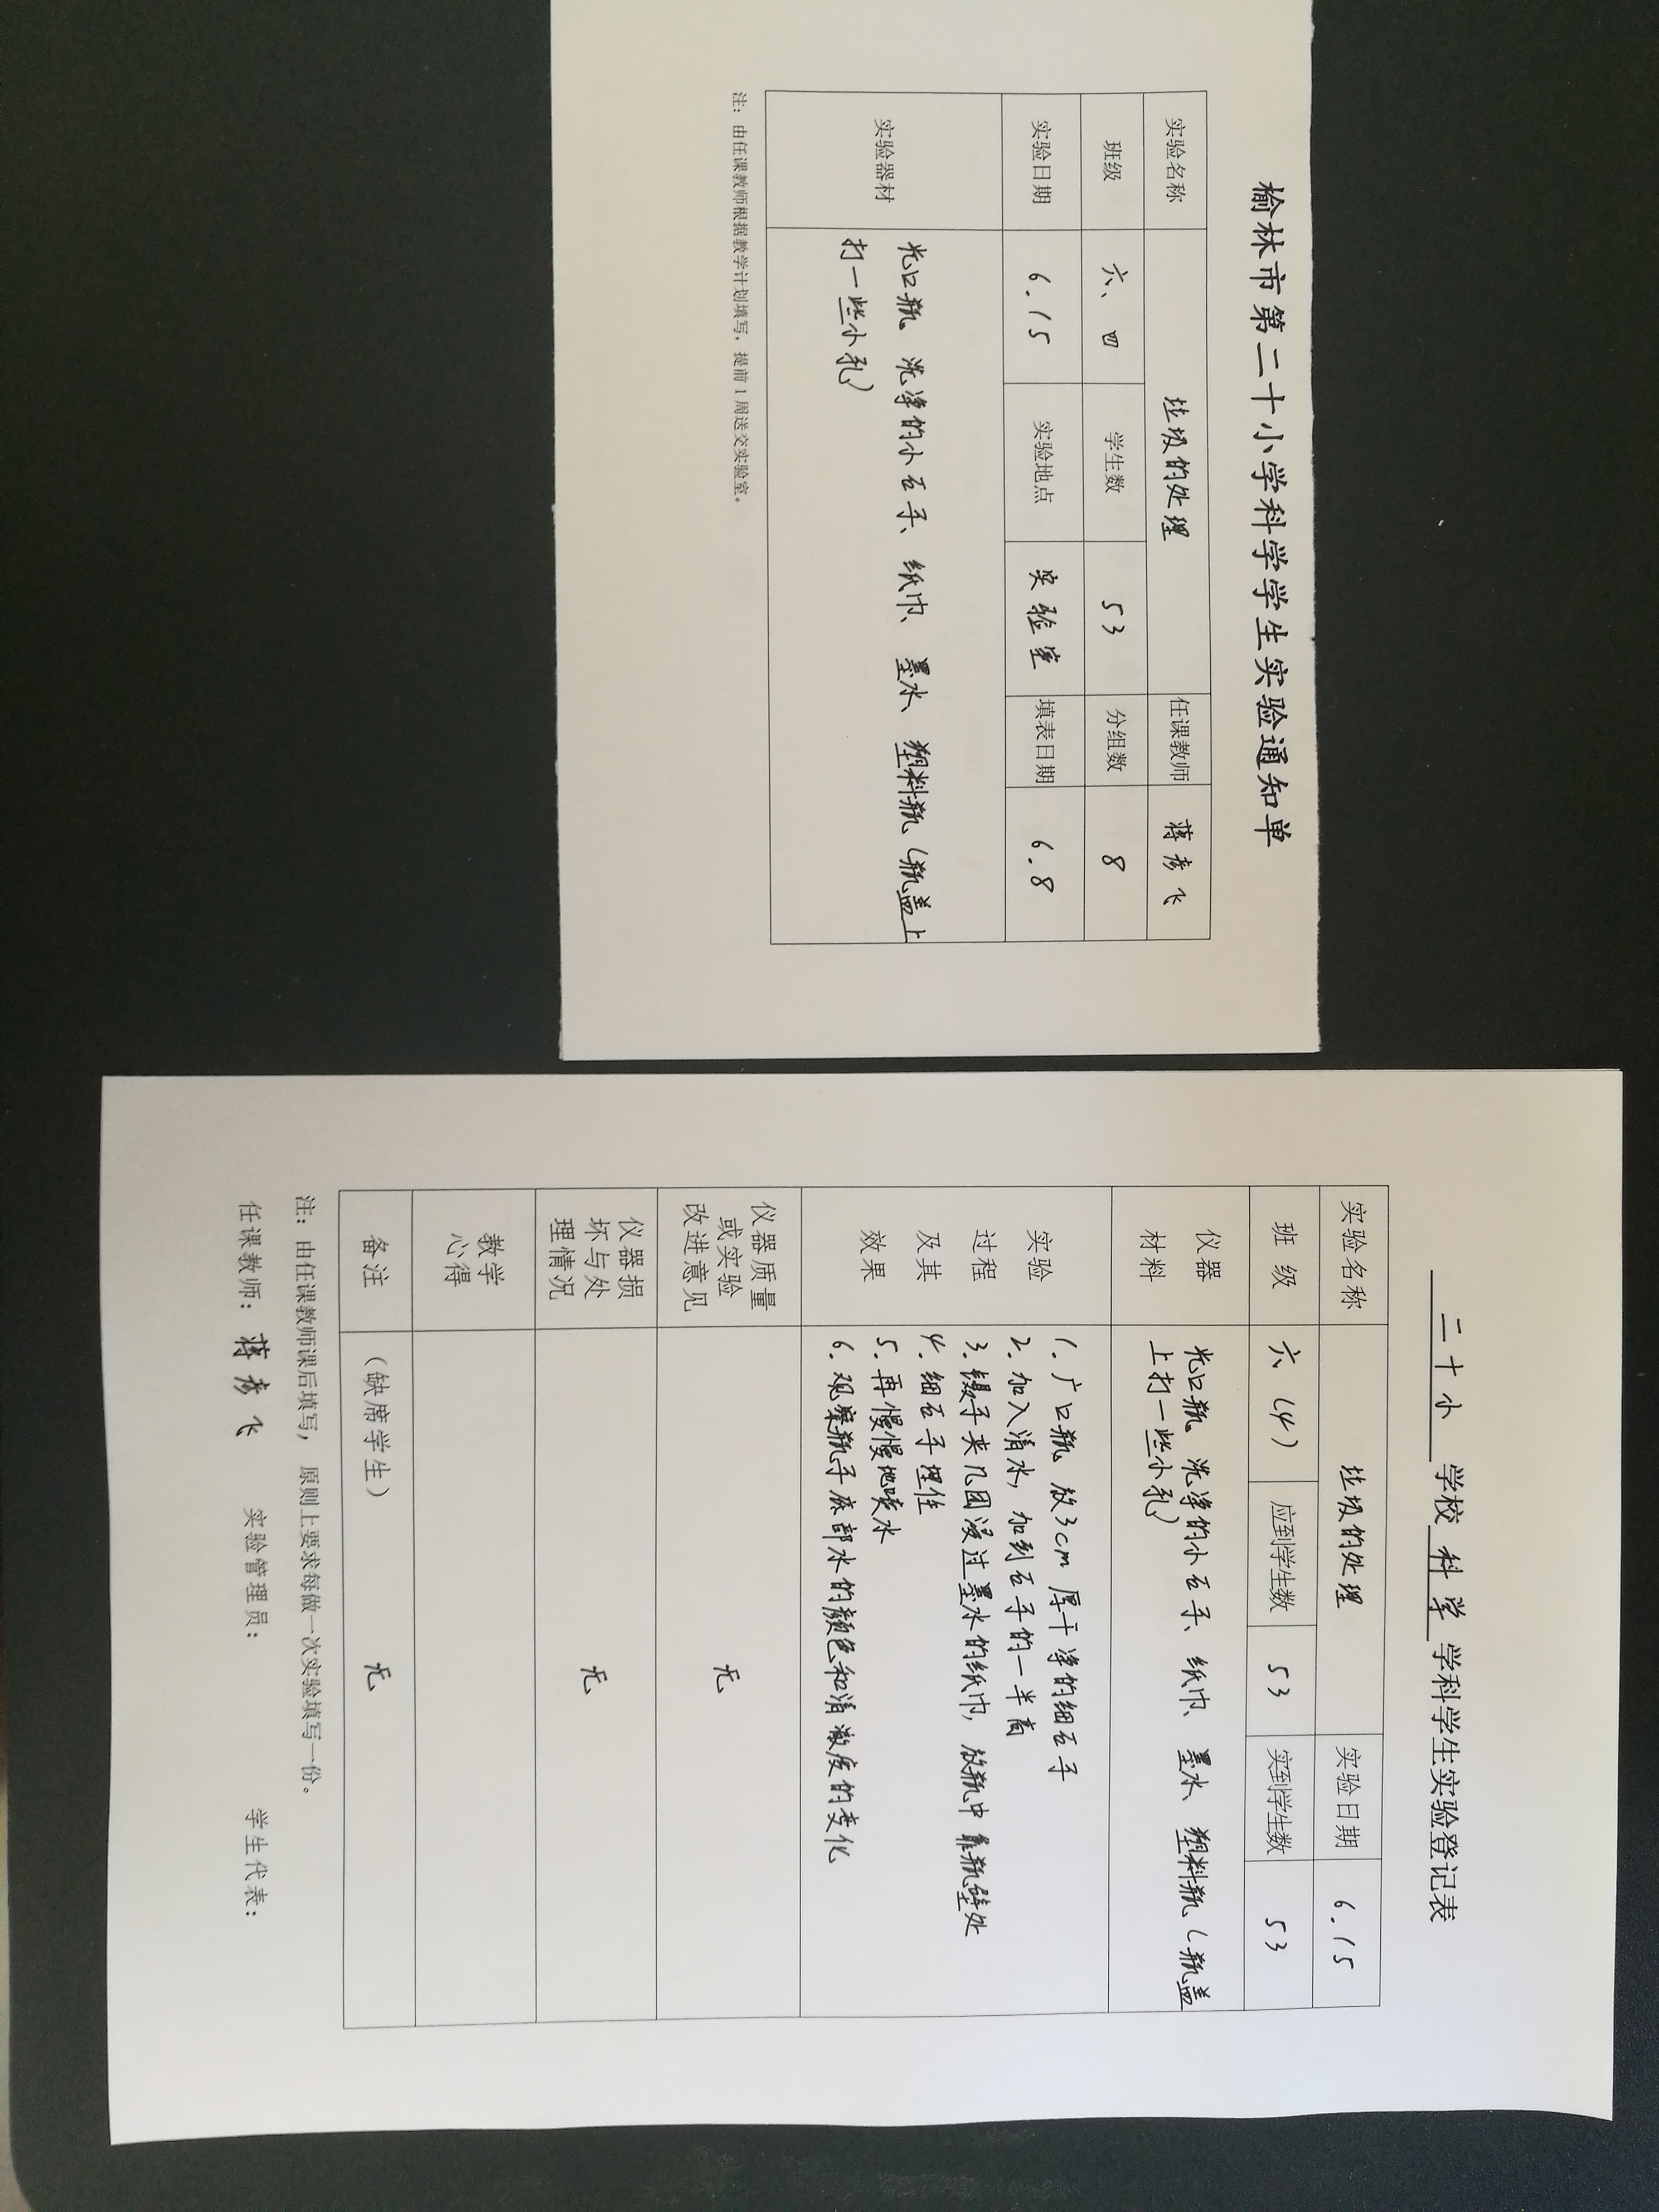 榆林市第二十小学科学学生实验通知单
实验名称 垃圾的处理 任课教师 蒋彦飞
班级 六、四 学生数 53 分组数 8
实验日期 6.15 实验地点 实验室 填表日期 6.8
实验器材 光口瓶、洗净的小石子、纸巾、墨水、塑料瓶(瓶盖上
打一些小孔)
注:由任课教师根据教学计划填写,提前1周送交实验室。
二十小 学校 科学 学科学生实验登记表
实验名称 垃圾的处理 实验日期 6.15
班级 六(4) 应到学生数 53 实到学生数 53
仪器
材料
光口瓶、洗净的小石子、纸巾、墨水、塑料瓶(瓶盖
上打一些小孔)
实验
过程
及其
效果
1.广口瓶,放3cm厚干净的细石子
2.加入清水,加到石子的一半高
3.镊子夹几团浸过墨水的纸巾,放瓶中靠瓶壁处
4.细石子埋住
5.再慢慢地喷水
6.观察瓶子底部水的颜色和清澈度的变化
仪器质量
或实验
改进意见
无
仪器损
坏与处
理情况
无
教学
心得
备注 (缺席学生) 无
注:由任课教师课后填写,原则上要求每做一次实验填写一份。
任课教师:蒋彦飞 实验管理员: 学生代表: